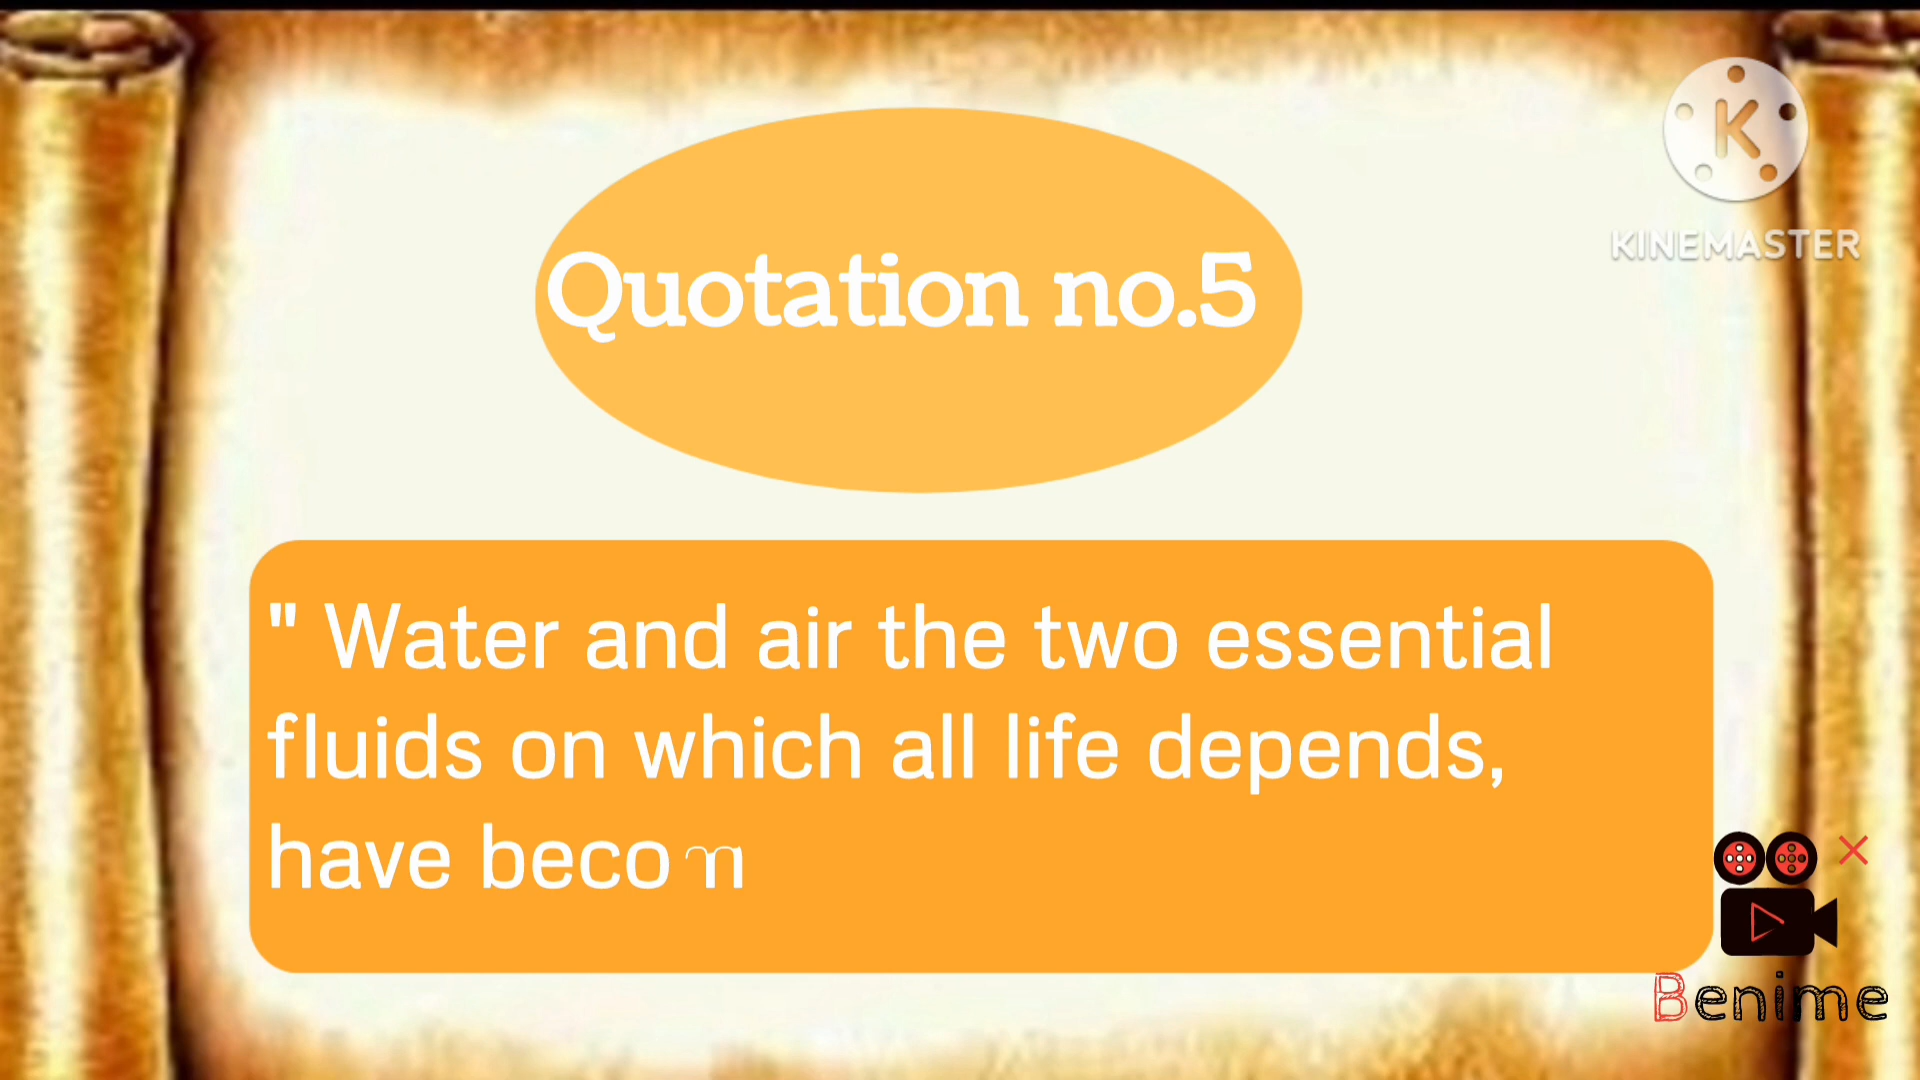 Quotation no.5
K
KINEMASTER
" Water and air the two essential
fluids on which all life depends,
have becom
Benime